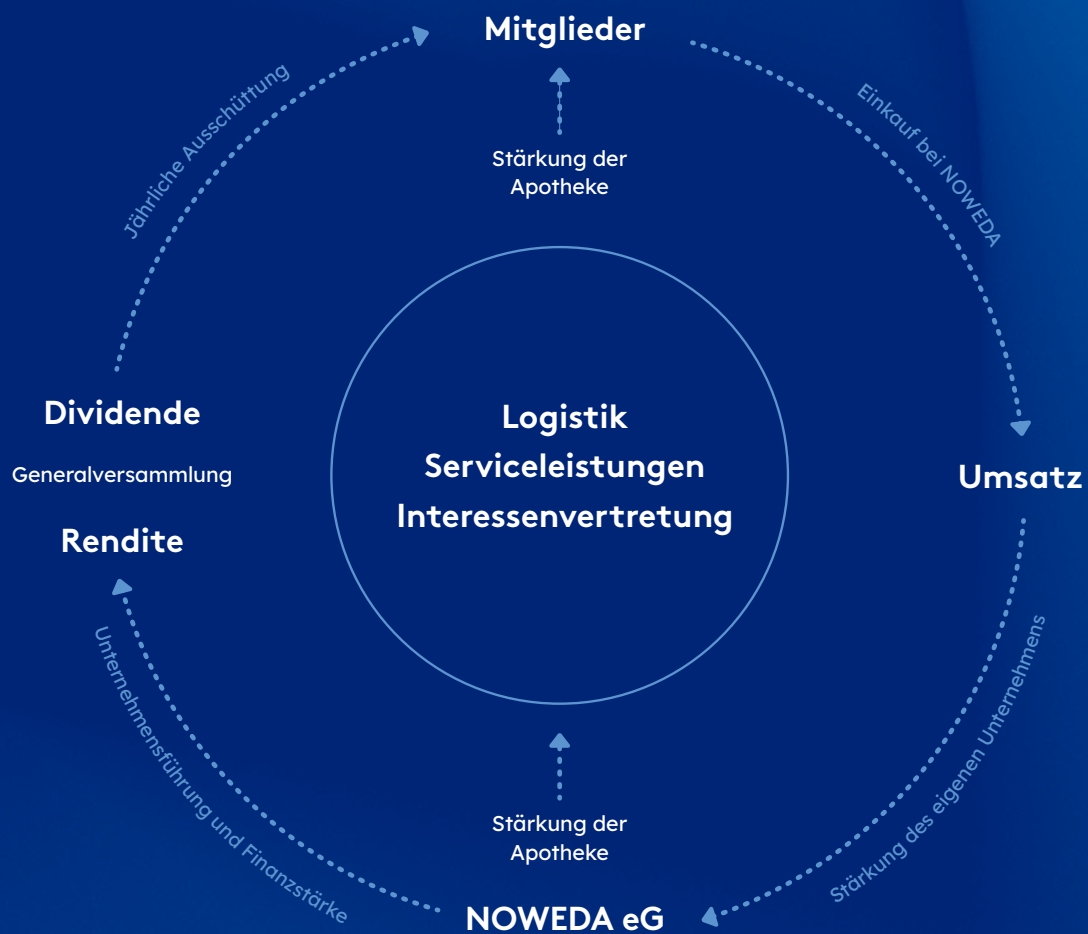 Mitglieder
Jährliche Ausschüttung
Einkauf bei NOWEDA
Stärkung der
Apotheke
Dividende
Generalversammlung
Rendite
Logistik
Serviceleistungen
Interessenvertretung
Umsatz
Unternehmensführung und Finanzstärke
Stärkung des eigenen Unternehmens
Stärkung der
Apotheke
NOWEDA eG